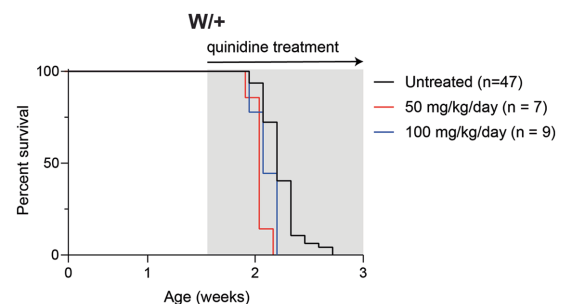 W/+
quinidine treatment
Untreated (n=47)
50 mg/kg/day (n = 7)
100 mg/kg/day (n = 9)
Percent survival
100
50
0
0 1 2 3
Age (weeks)